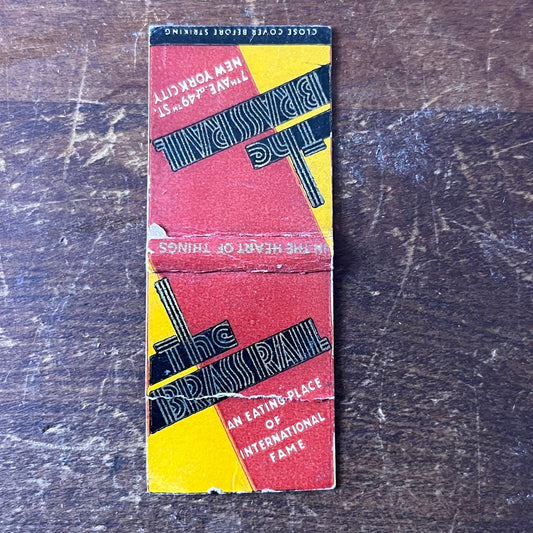 CLOSE COVER BEFORE STRIKING
The
BRASS RAIL
7TH AVE. at 49TH ST.
NEW YORK CITY
IN THE HEART OF THINGS
The
BRASS RAIL
AN EATING PLACE
OF
INTERNATIONAL
FAME